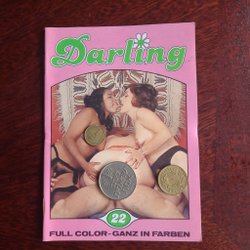 Darling
22
FULL COLOR-GANZ IN FARBEN